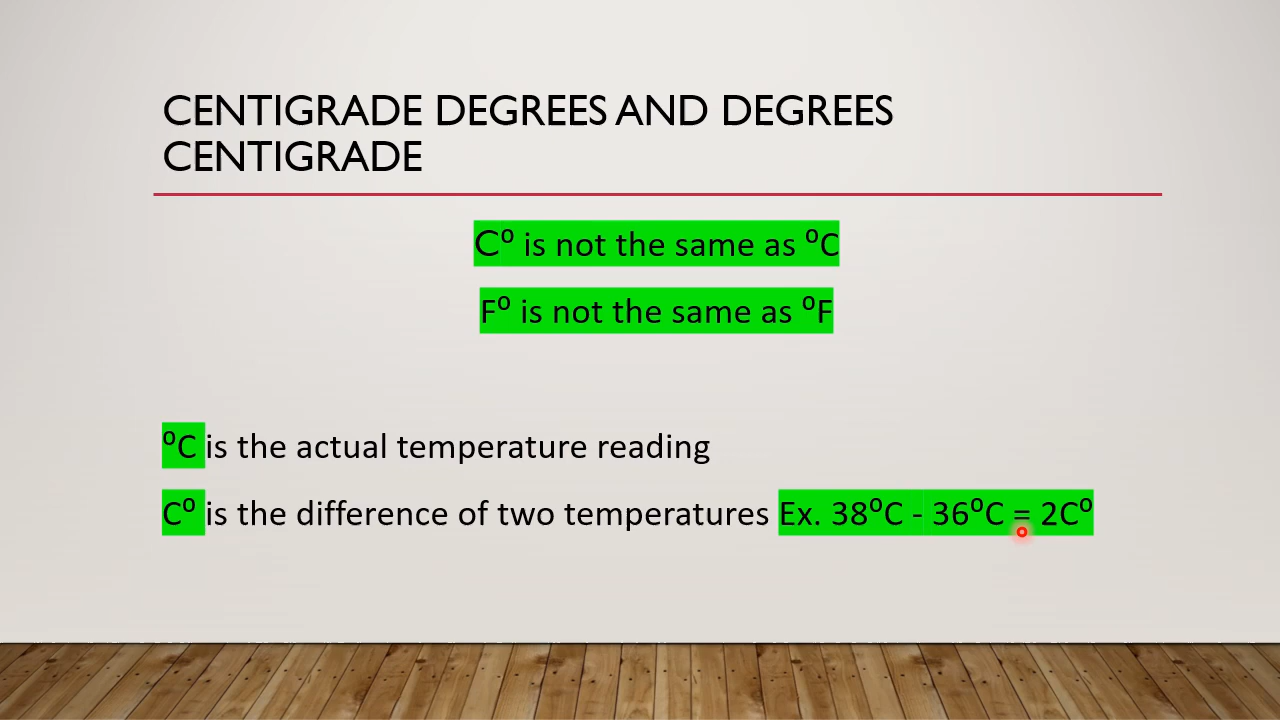 CENTIGRADE DEGREES AND DEGREES
CENTIGRADE
Cº is not the same as ºC
Fº is not the same as ºF
ºC is the actual temperature reading
Cº is the difference of two temperatures Ex. 38ºC - 36ºC = 2Cº